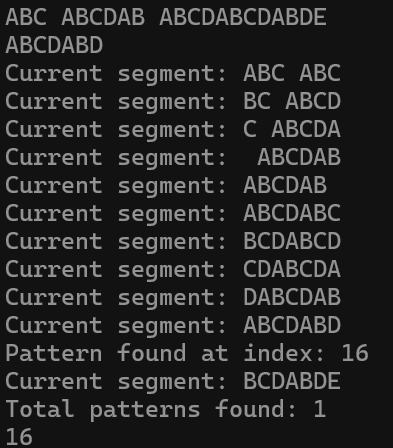 ABC ABCDAB ABCDABCDABDE
ABCDABD
Current segment: ABC ABC
Current segment: BC ABCD
Current segment: C ABCDA
Current segment:  ABCDAB
Current segment: ABCDAB 
Current segment: ABCDABC
Current segment: BCDABCD
Current segment: CDABCDA
Current segment: DABCDAB
Current segment: ABCDABD
Pattern found at index: 16
Current segment: BCDABDE
Total patterns found: 1
16